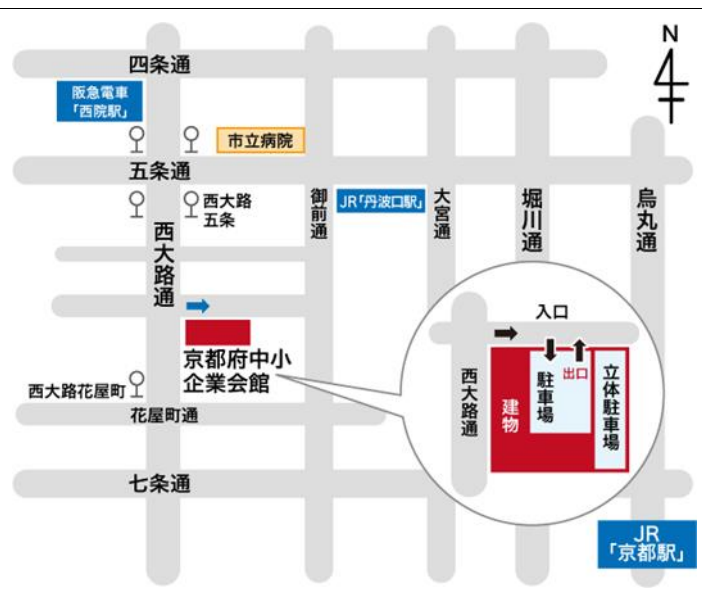 N
四条通
阪急電車
「西院駅」
市立病院
五条通
西大路
五条
御前通
JR「丹波口駅」
大宮通
堀川通
烏丸通
西大路通
京都府中小
企業会館
西大路花屋町
花屋町通
七条通
入口
西大路通
建物
駐車場
出口
立体駐車場
JR
「京都駅」